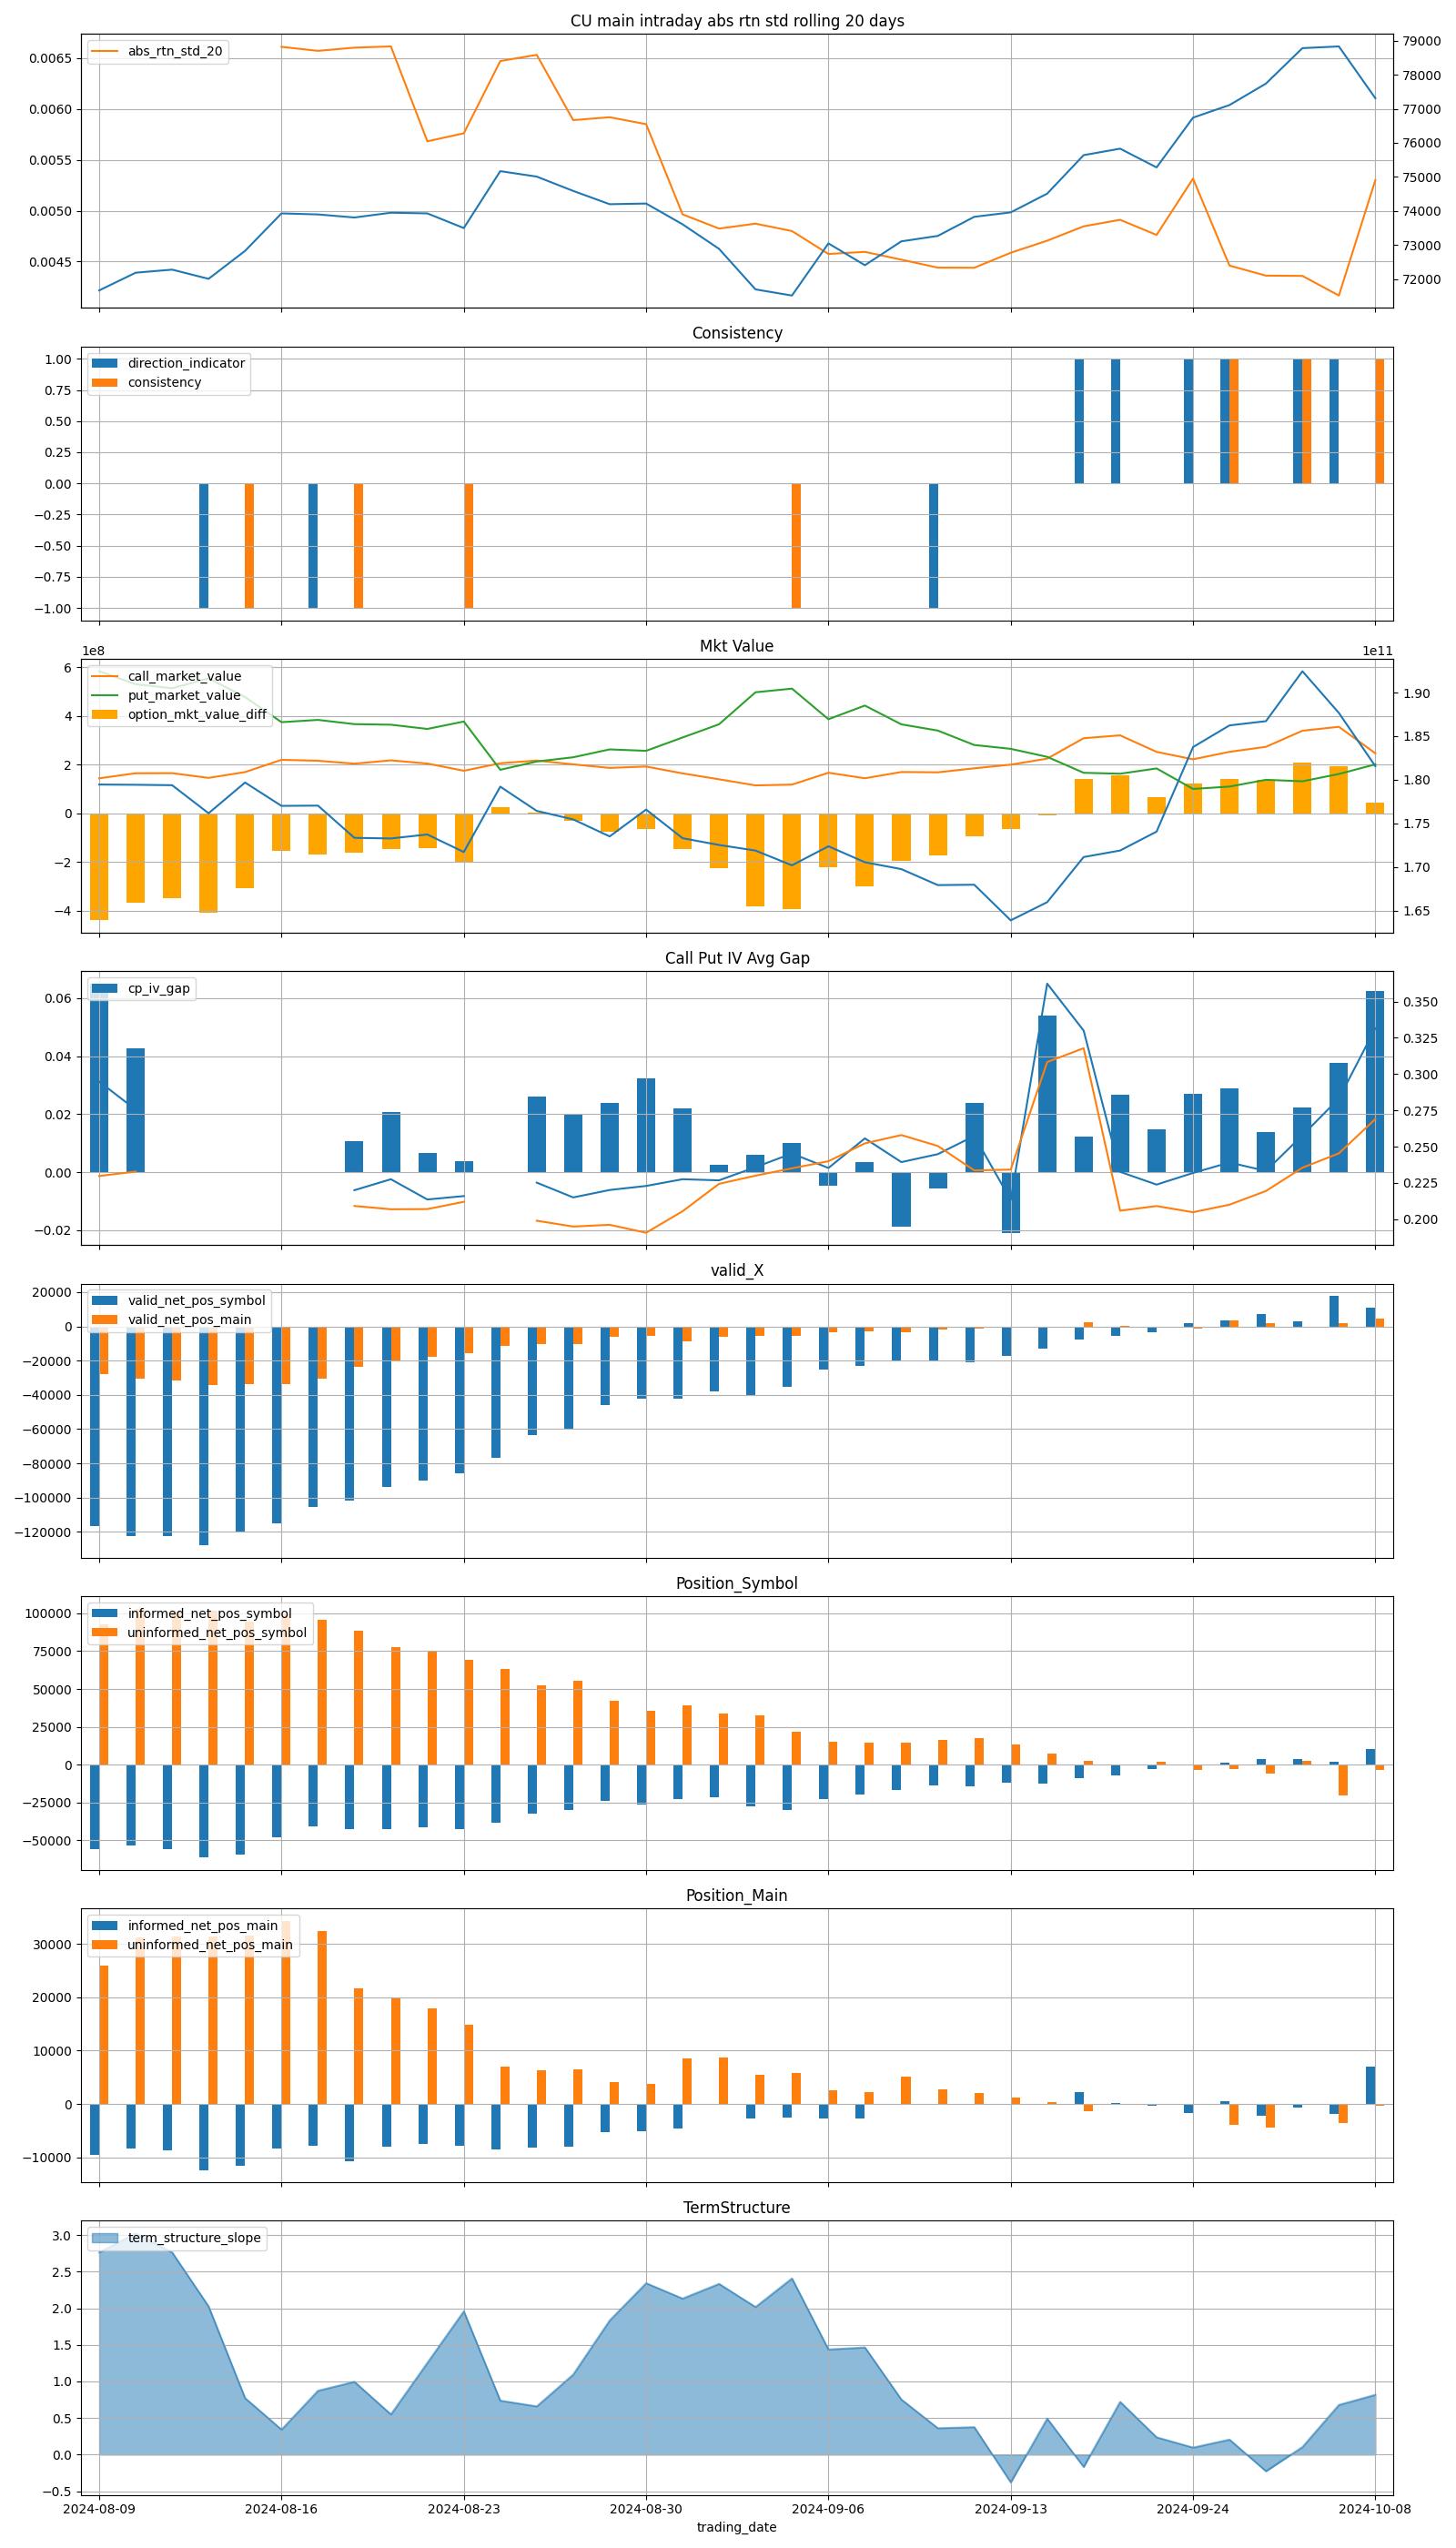 CU main intraday abs rtn std rolling 20 days
abs_rtn_std_20
0.0065
0.0060
0.0055
0.0050
0.0045
79000
78000
77000
76000
75000
74000
73000
72000
Consistency
direction_indicator
consistency
1.00
0.75
0.50
0.25
0.00
−0.25
−0.50
−0.75
−1.00
Mkt Value
1e8
1e11
call_market_value
put_market_value
option_mkt_value_diff
6
4
2
0
−2
−4
1.90
1.85
1.80
1.75
1.70
1.65
Call Put IV Avg Gap
cp_iv_gap
0.06
0.04
0.02
0.00
−0.02
0.350
0.325
0.300
0.275
0.250
0.225
0.200
valid_X
valid_net_pos_symbol
valid_net_pos_main
20000
0
−20000
−40000
−60000
−80000
−100000
−120000
Position_Symbol
informed_net_pos_symbol
uninformed_net_pos_symbol
100000
75000
50000
25000
0
−25000
−50000
Position_Main
informed_net_pos_main
uninformed_net_pos_main
30000
20000
10000
0
−10000
TermStructure
term_structure_slope
3.0
2.5
2.0
1.5
1.0
0.5
0.0
−0.5
2024-08-09 2024-08-16 2024-08-23 2024-08-30 2024-09-06 2024-09-13 2024-09-24 2024-10-08
trading_date